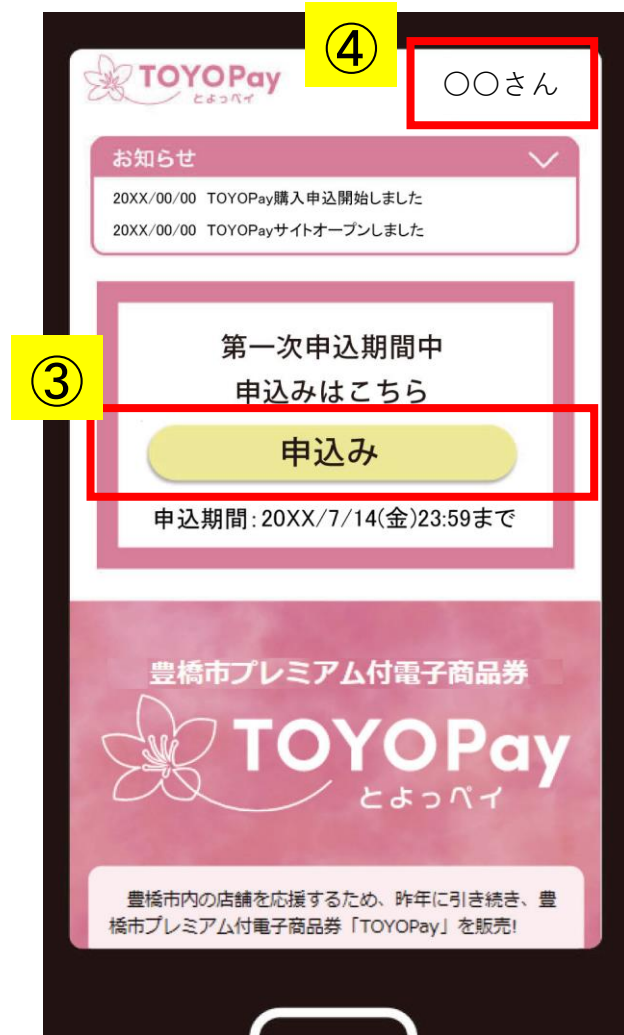 ④
TOYOPay
とよっペイ
〇〇さん
お知らせ
20XX/00/00 TOYOPay購入申込開始しました
20XX/00/00 TOYOPayサイトオープンしました
第一次申込期間中
③
申込みはこちら
申込み
申込期間:20XX/7/14(金)23:59まで
豊橋市プレミアム付電子商品券
TOYOPay
とよっペイ
豊橋市内の店舗を応援するため、昨年に引き続き、豊
橋市プレミアム付電子商品券「TOYOPay」を販売!